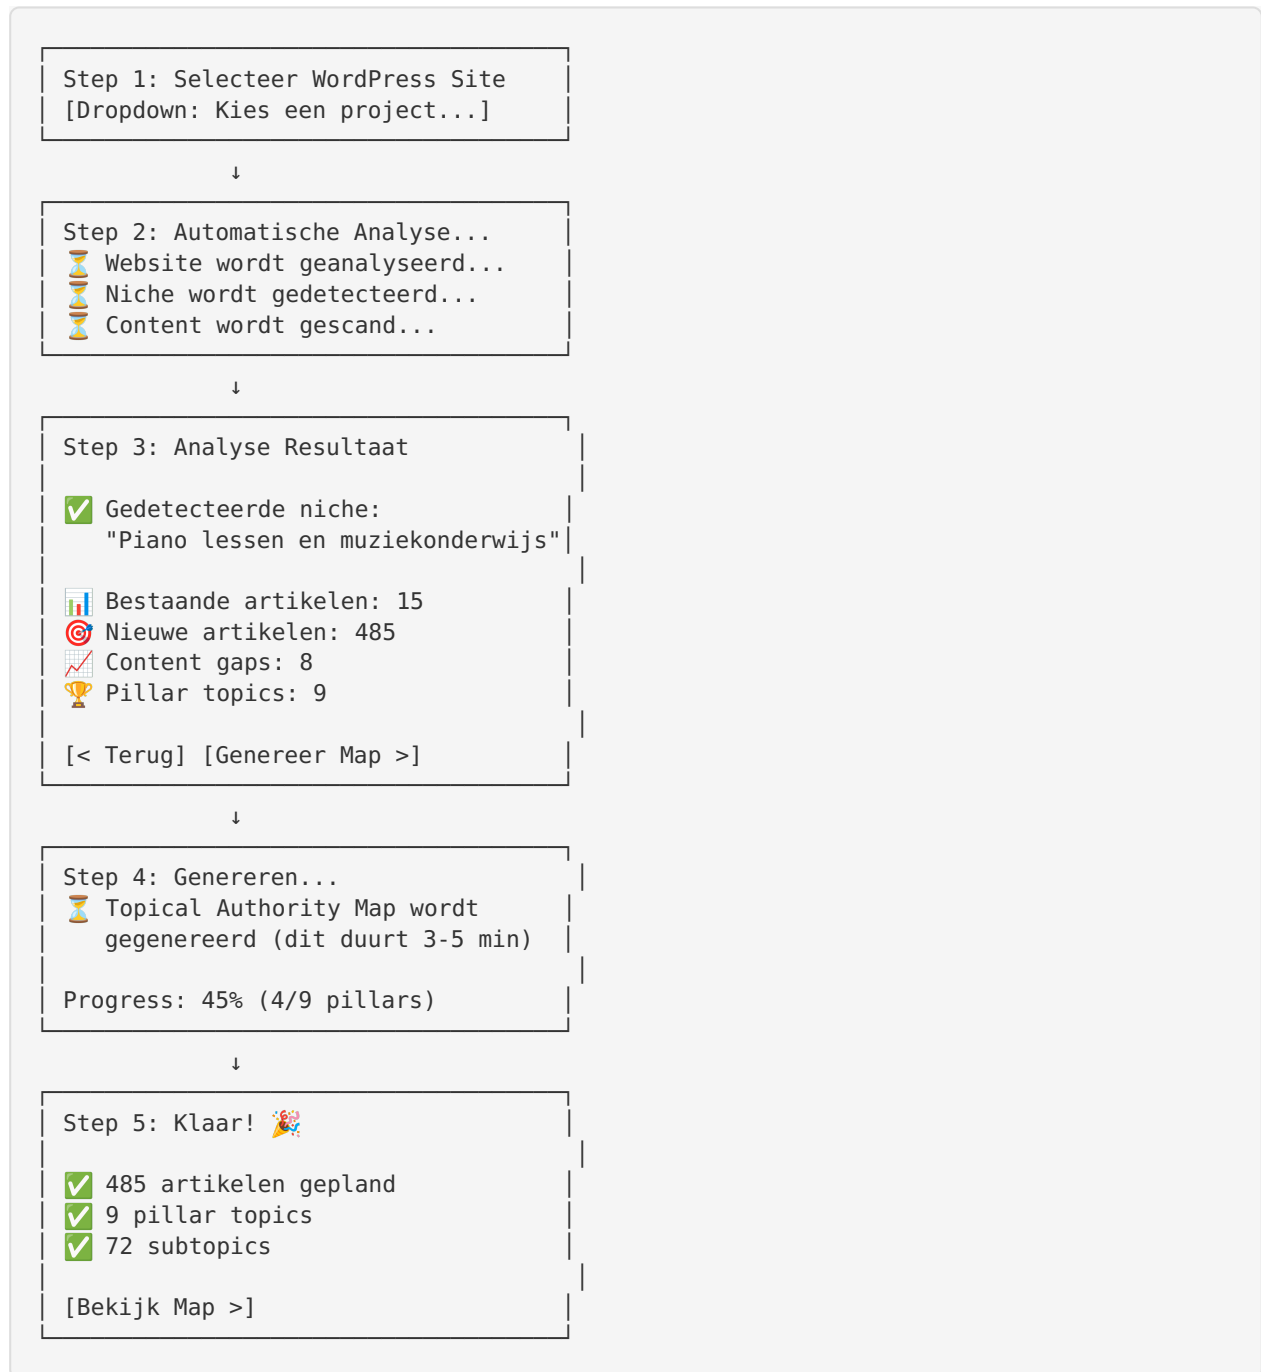 Step 1: Selecteer WordPress Site
[Dropdown: Kies een project...]
↓
Step 2: Automatische Analyse...
⏳ Website wordt geanalyseerd...
⏳ Niche wordt gedetecteerd...
⏳ Content wordt gescand...
↓
Step 3: Analyse Resultaat
✅ Gedetecteerde niche:
"Piano lessen en muziekonderwijs"
📊 Bestaande artikelen: 15
🎯 Nieuwe artikelen: 485
📈 Content gaps: 8
🏆 Pillar topics: 9
[< Terug] [Genereer Map >]
↓
Step 4: Genereren...
⏳ Topical Authority Map wordt
gegenereerd (dit duurt 3-5 min)
Progress: 45% (4/9 pillars)
↓
Step 5: Klaar! 🎉
✅ 485 artikelen gepland
✅ 9 pillar topics
✅ 72 subtopics
[Bekijk Map >]